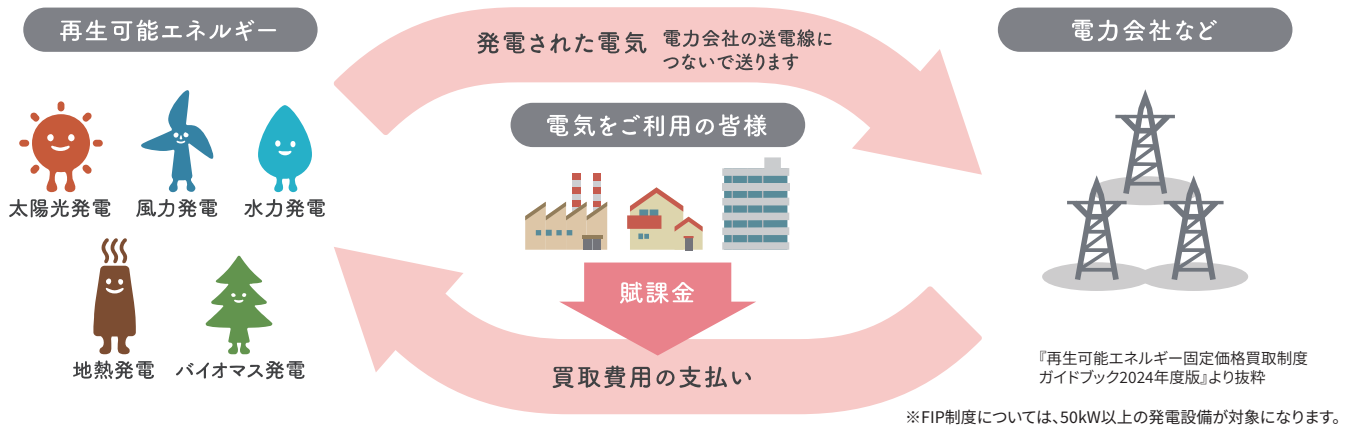 再生可能エネルギー
太陽光発電
風力発電
水力発電
地熱発電
バイオマス発電
発電された電気
電力会社の送電線に
つないで送ります
電気をご利用の皆様
賦課金
買取費用の支払い
電力会社など
『再生可能エネルギー固定価格買取制度
ガイドブック2024年度版』より抜粋
※FIP制度については、50kW以上の発電設備が対象になります。